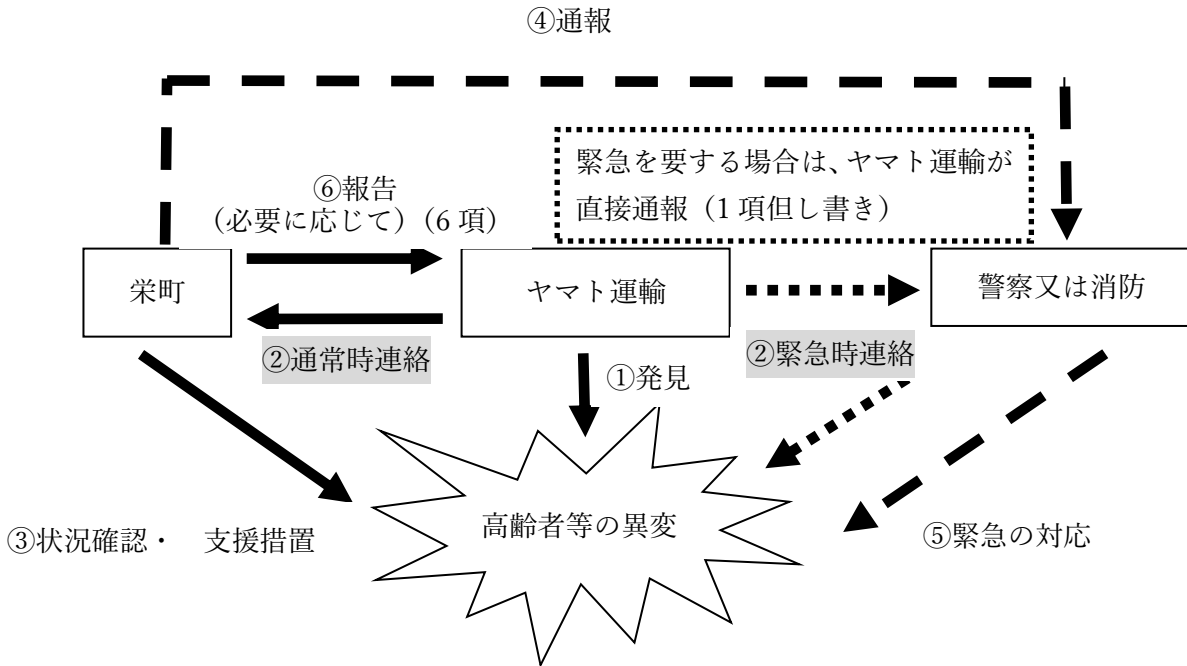 ④通報
緊急を要する場合は、ヤマト運輸が
直接通報（1項但し書き）
⑥報告
（必要に応じて）（6項）
栄町
ヤマト運輸
警察又は消防
②通常時連絡
②緊急時連絡
①発見
高齢者等の異変
③状況確認・　支援措置
⑤緊急の対応